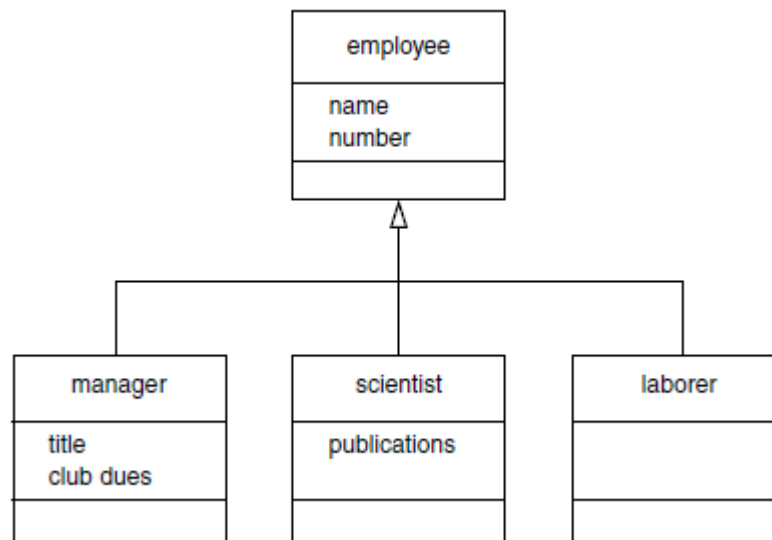 employee
name
number
manager
scientist
laborer
title
publications
club dues